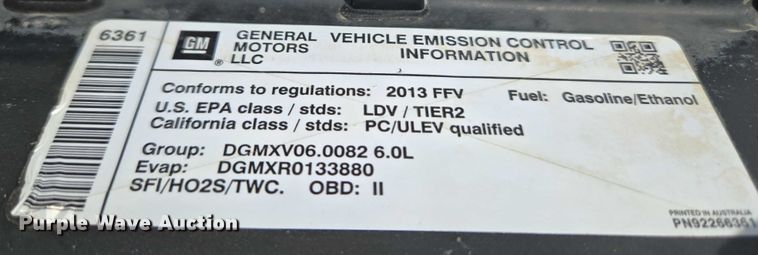 6361
GM ®
GENERAL MOTORS LLC
VEHICLE EMISSION CONTROL INFORMATION
Conforms to regulations: 2013 FFV
Fuel: Gasoline/Ethanol
U.S. EPA class / stds: LDV / TIER2
California class / stds: PC/ULEV qualified
Group: DGMXV06.0082 6.0L
Evap: DGMXR0133880
SFI/HO2S/TWC. OBD: II
PRINTED IN AUSTRALIA
PN92266361
Purple Wave Auction